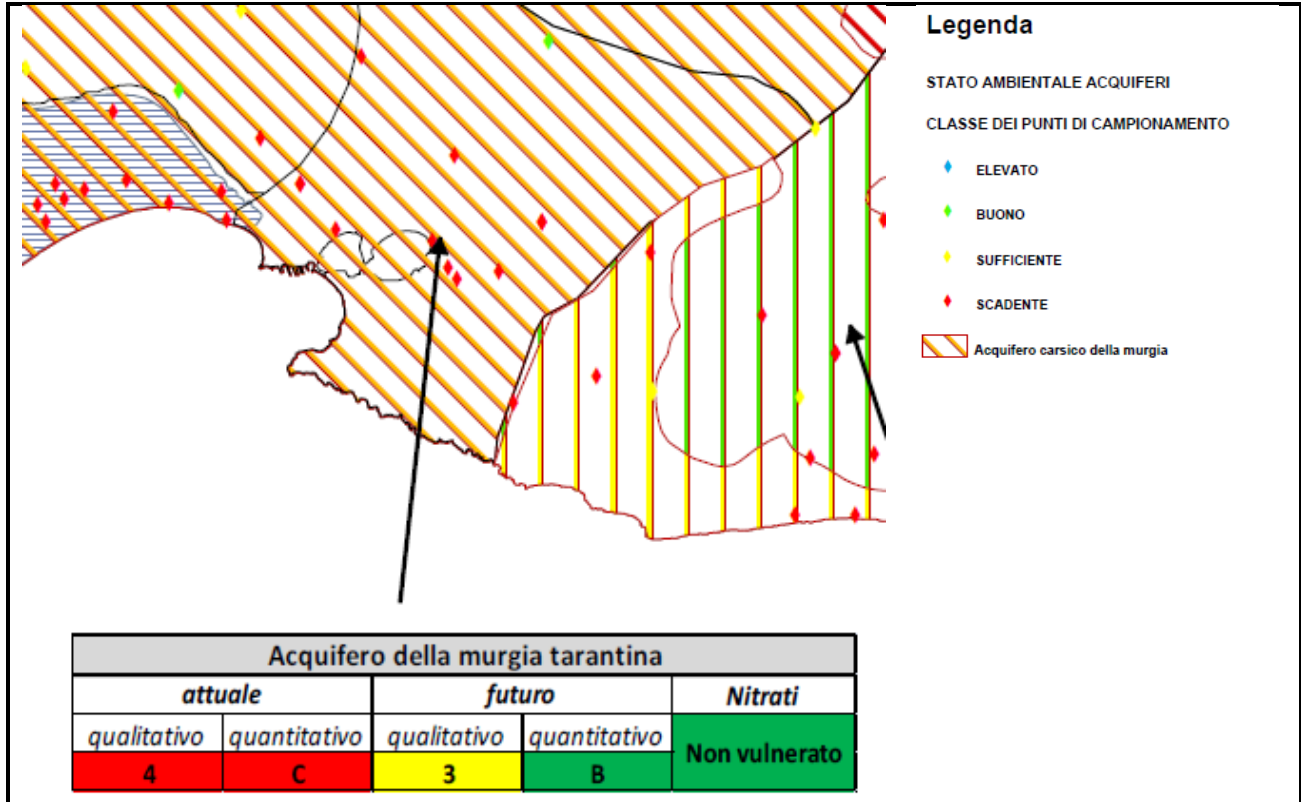 Legenda
STATO AMBIENTALE ACQUIFERI
CLASSE DEI PUNTI DI CAMPIONAMENTO
ELEVATO
BUONO
SUFFICIENTE
SCADENTE
Acquifero carsico della murgia
Acquifero della murgia tarantina
attuale futuro Nitrati
qualitativo quantitativo qualitativo quantitativo Non vulnerato
4 C 3 B